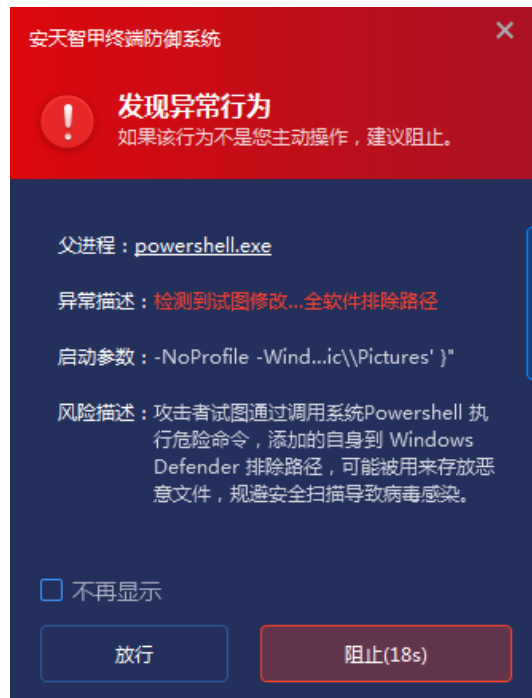 安天智甲终端防御系统
发现异常行为
如果该行为不是您主动操作，建议阻止。
父进程：powershell.exe
异常描述：检测到试图修改...全软件排除路径
启动参数：-NoProfile -Wind...ic\\Pictures' }"
风险描述：攻击者试图通过调用系统Powershell 执
行危险命令，添加的自身到 Windows
Defender 排除路径，可能被用来存放恶
意文件，规避安全扫描导致病毒感染。
不再显示
放行
阻止(18s)